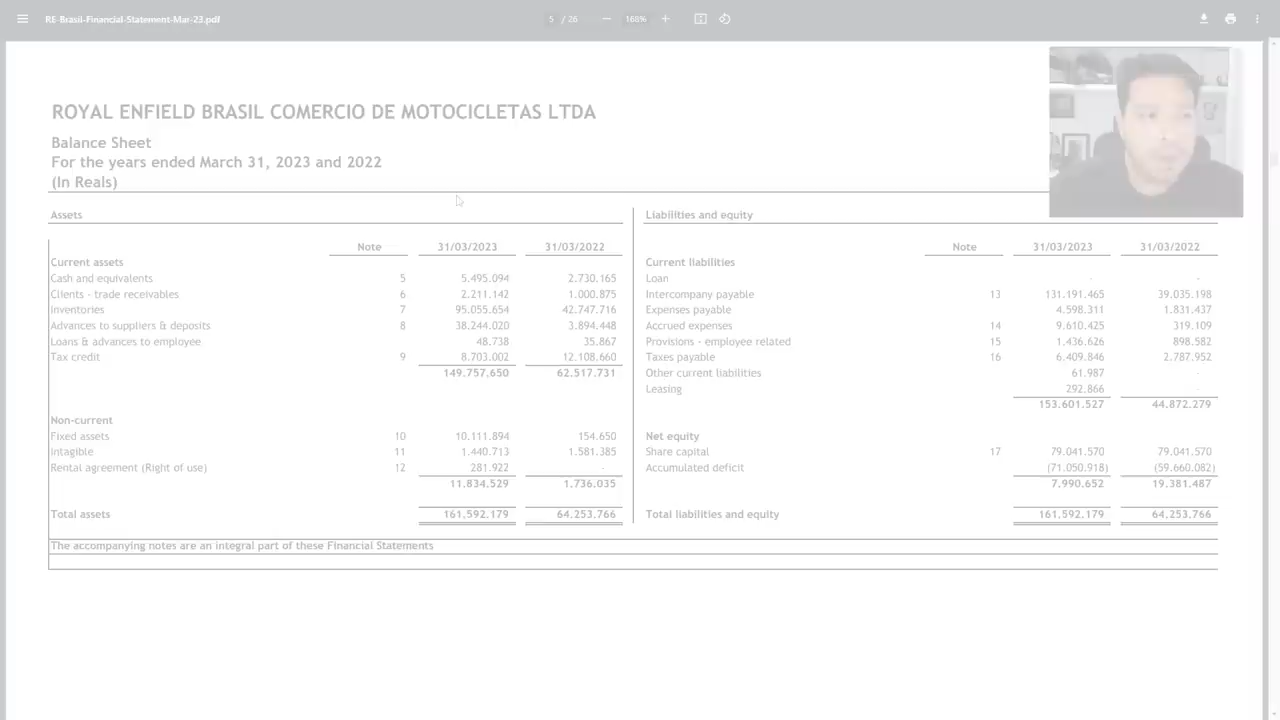 RE-Brasil-Financial-Statement-Mar-23.pdf
5 / 26
166%
ROYAL ENFIELD BRASIL COMERCIO DE MOTOCICLETAS LTDA
Balance Sheet
For the years ended March 31, 2023 and 2022
(In Reals)
Assets
Note 31/03/2023 31/03/2022
Current assets
Cash and equivalents 5 5.495.094 2.730.165
Clients - trade receivables 6 2.211.142 1.000.875
Inventories 7 95.055.654 42.747.716
Advances to suppliers & deposits 8 38.244.020 3.894.448
Loans & advances to employee 48.738 35.867
Tax credit 9 8.703.002 12.108.660
149.757.650 62.517.731
Non-current
Fixed assets 10 10.111.894 154.650
Intagible 11 1.440.713 1.581.385
Rental agreement (Right of use) 12 281.922 -
11.834.529 1.736.035
Total assets 161.592.179 64.253.766
Liabilities and equity
Note 31/03/2023 31/03/2022
Current liabilities
Loan - -
Intercompany payable 13 131.191.465 39.035.198
Expenses payable 4.598.311 1.831.437
Accrued expenses 14 9.610.425 319.109
Provisions - employee related 15 1.436.626 898.582
Taxes payable 16 6.409.846 2.787.952
Other current liabilities 61.987 -
Leasing 292.866 -
153.601.527 44.872.279
Net equity
Share capital 17 79.041.570 79.041.570
Accumulated deficit (71.050.918) (59.660.082)
7.990.652 19.381.487
Total liabilities and equity 161.592.179 64.253.766
The accompanying notes are an integral part of these Financial Statements